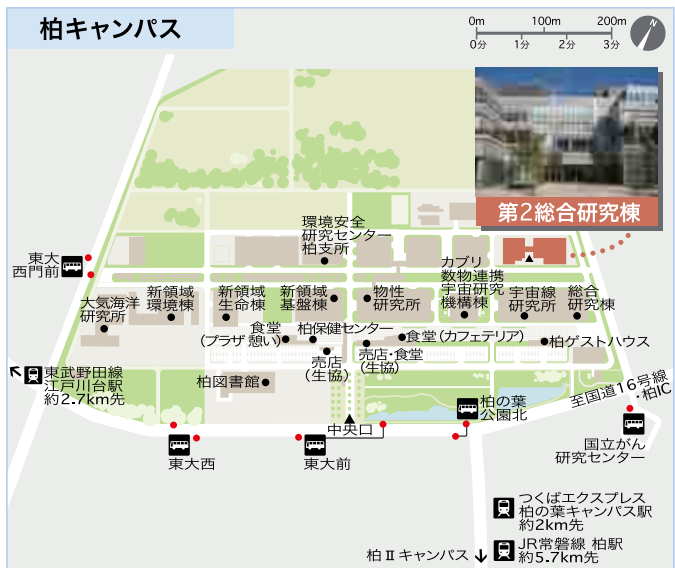 柏キャンパス
0m 100m 200m
0分 1分 2分 3分
N
第2総合研究棟
環境安全
研究センター
柏支所
東大
西門前
カブリ
数物連携
宇宙研究
機構棟
大気海洋
研究所
新領域
環境棟
新領域
生命棟
新領域
基盤棟
物性
研究所
宇宙線
研究所
総合
研究棟
食堂
(プラザ 憩い)
柏保健センター
売店
(生協)
売店・食堂
(生協)
食堂(カフェテリア)
柏ゲストハウス
東武野田線
江戸川台駅
約2.7km先
柏図書館
中央口
柏の葉
公園北
至国道16号線
・柏IC
東大西
東大前
国立がん
研究センター
つくばエクスプレス
柏の葉キャンパス駅
約2km先
柏Ⅱキャンパス
JR常磐線 柏駅
約5.7km先